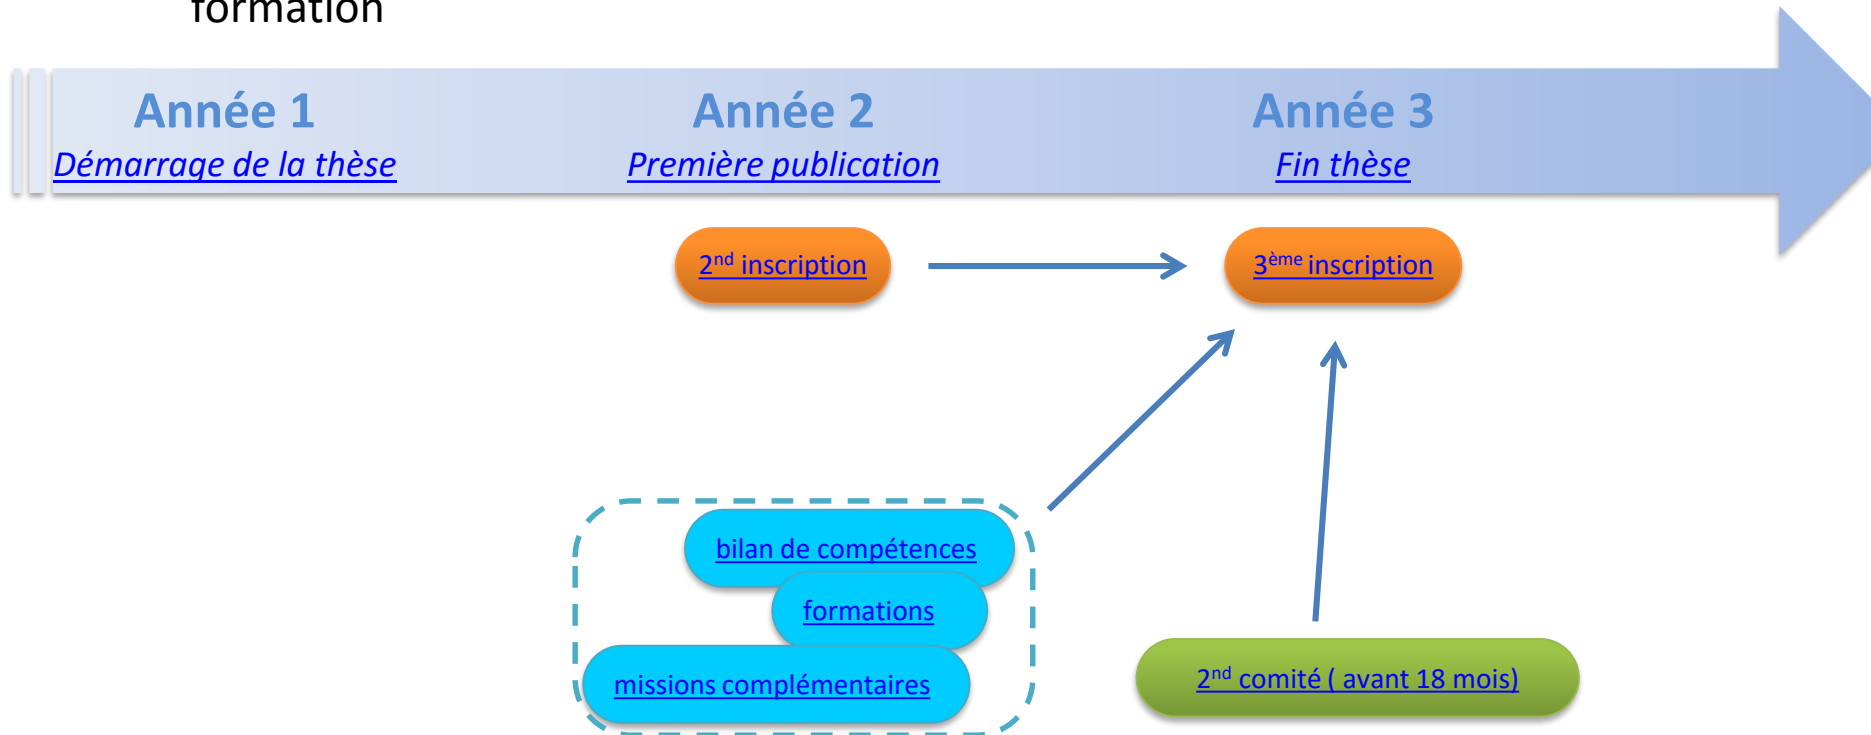 formation
Année 1
Année 2
Année 3
Démarrage de la thèse
Première publication
Fin thèse
2nd inscription
3ème inscription
bilan de compétences
formations
missions complémentaires
2nd comité ( avant 18 mois)